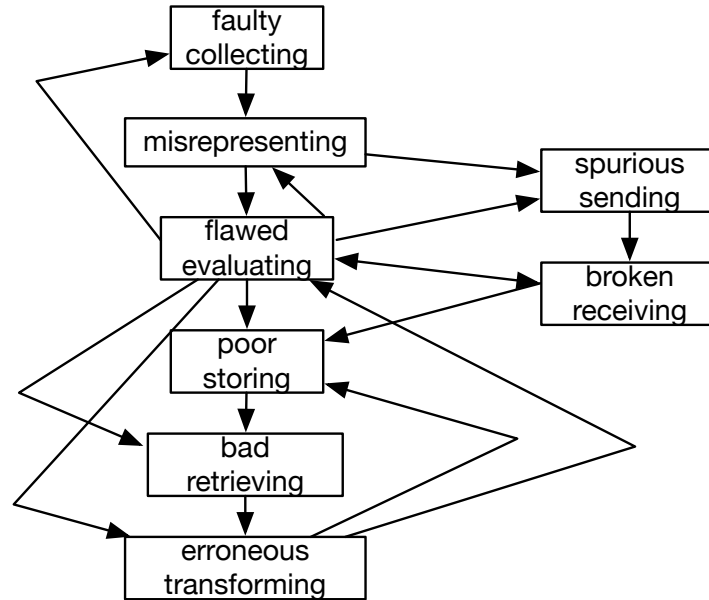 faulty
collecting
misrepresenting
spurious
sending
flawed
evaluating
broken
receiving
poor
storing
bad
retrieving
erroneous
transforming